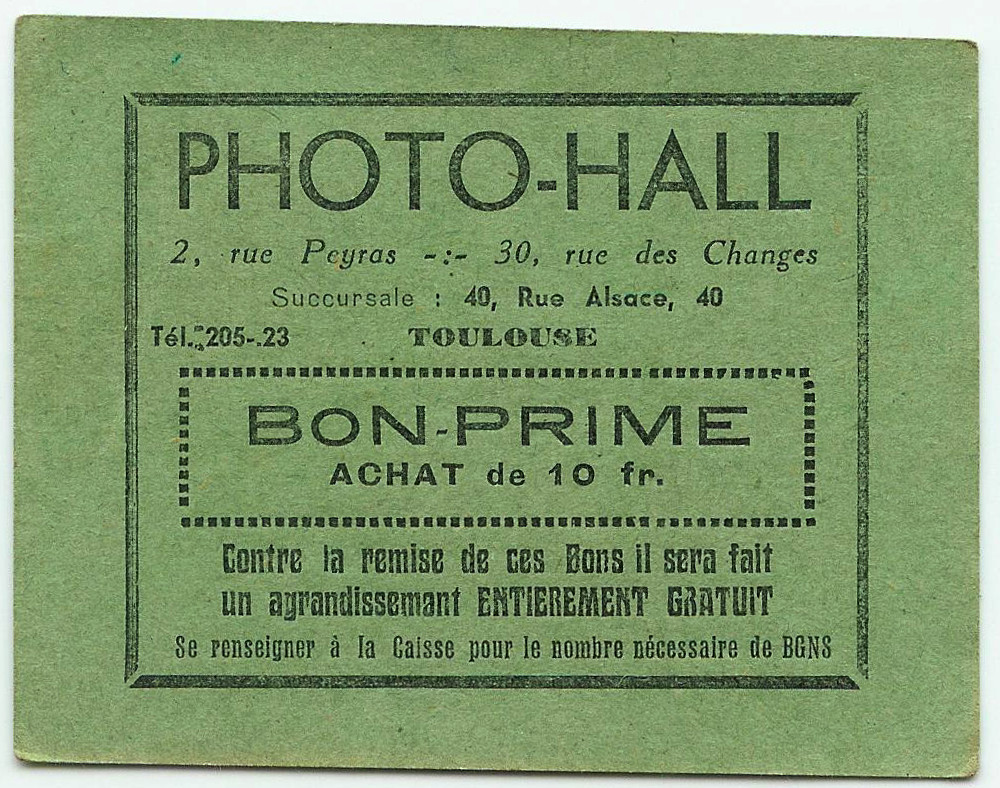 PHOTO-HALL
2, rue Peyras -:- 30, rue des Changes
Succursale : 40, Rue Alsace, 40
Tél. 205-.23 TOULOUSE
BON-PRIME
ACHAT de 10 fr.
Contre la remise de ces Bons il sera fait
un agrandissemant ENTIEREMENT GRATUIT
Se renseigner à la Caisse pour le nombre nécessaire de BGNS